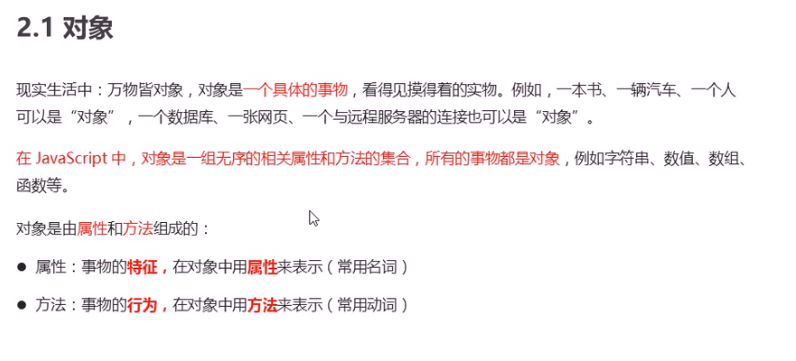 2.1 对象
现实生活中：万物皆对象，对象是一个具体的事物，看得见摸得着的实物。例如，一本书、一辆汽车、一个人
可以是“对象”，一个数据库、一张网页、一个与远程服务器的连接也可以是“对象”。
在 JavaScript 中，对象是一组无序的相关属性和方法的集合，所有的事物都是对象，例如字符串、数值、数组、
函数等。
对象是由属性和方法组成的：
● 属性：事物的特征，在对象中用属性来表示（常用名词）
● 方法：事物的行为，在对象中用方法来表示（常用动词）